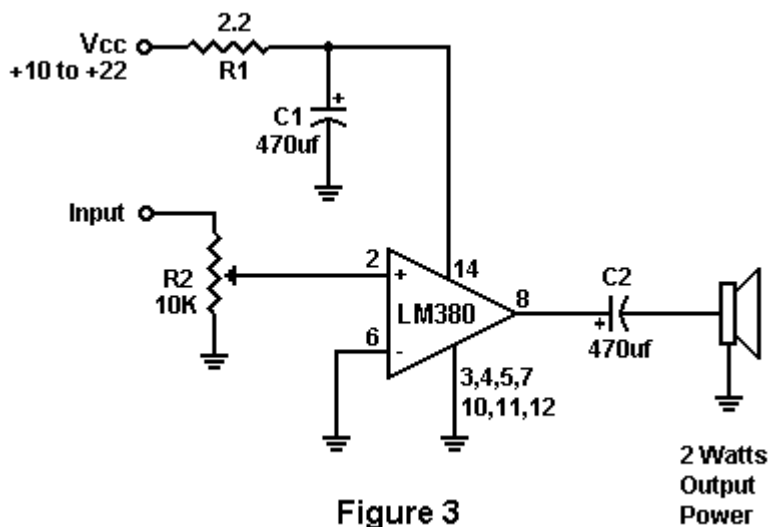 2.2
Vcc
+10 to +22
R1
+
C1
470uf
Input
R2
10K
2
+
14
LM380
8
C2
+
470uf
6
-
3,4,5,7
10,11,12
2 Watts
Output
Power
Figure 3